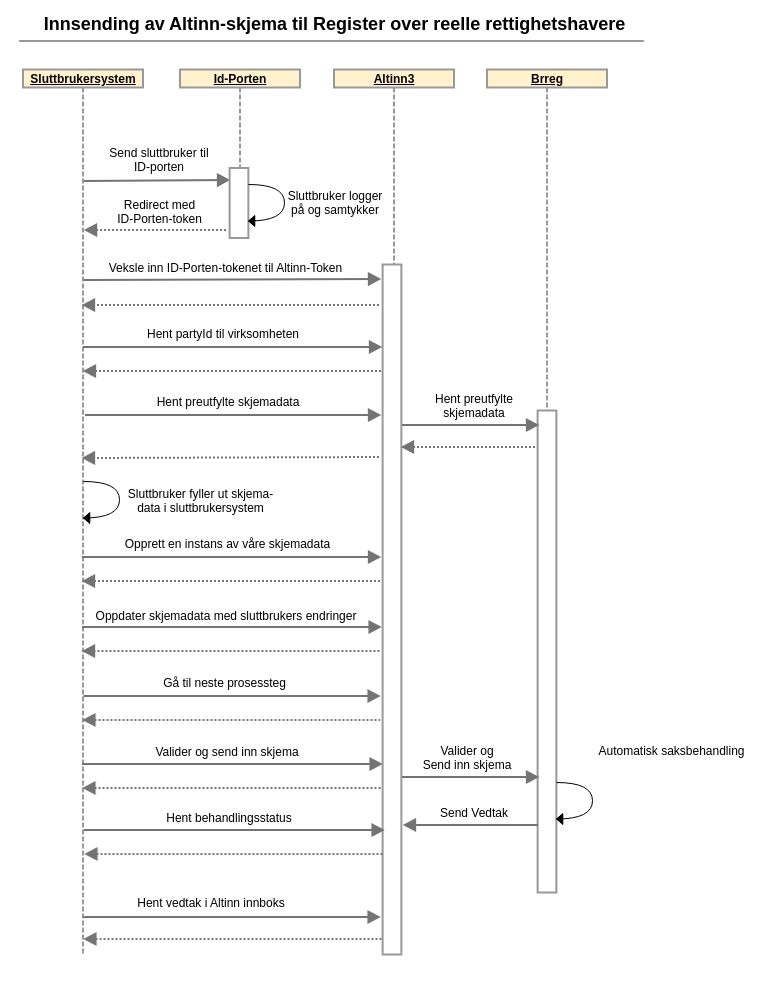 Innsending av Altinn-skjema til Register over reelle rettighetshavere
Sluttbrukersystem
Id-Porten
Altinn3
Brreg
Send sluttbruker til
ID-porten
Sluttbruker logger
på og samtykker
Redirect med
ID-Porten-token
Veksle inn ID-Porten-tokenet til Altinn-Token
Hent partyId til virksomheten
Hent preutfylte skjemadata
Hent preutfylte
skjemadata
Sluttbruker fyller ut skjema-
data i sluttbrukersystem
Opprett en instans av våre skjemadata
Oppdater skjemadata med sluttbrukers endringer
Gå til neste prosessteg
Valider og send inn skjema
Valider og
Send inn skjema
Automatisk saksbehandling
Hent behandlingsstatus
Send Vedtak
Hent vedtak i Altinn innboks